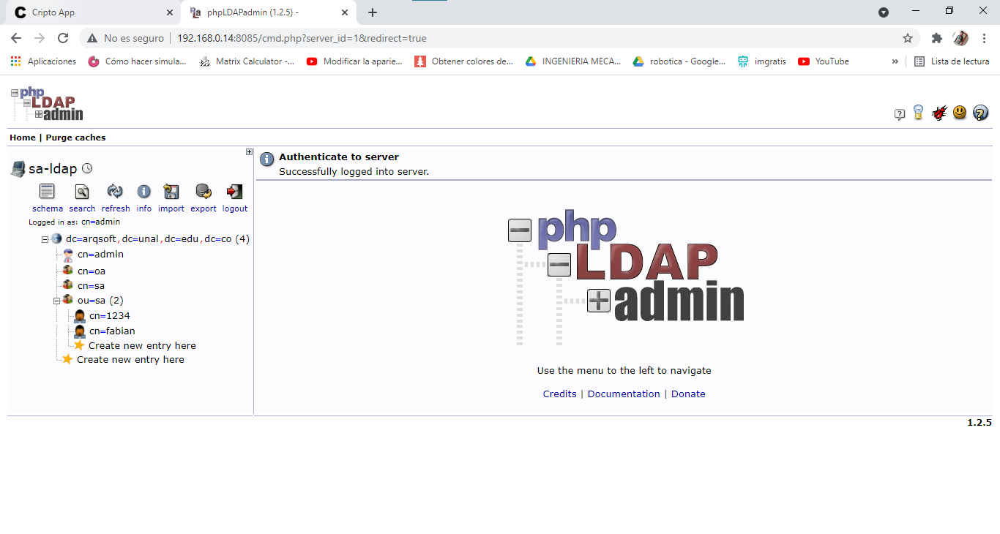 Cripto App
phpLDAPadmin (1.2.5) -
No es seguro | 192.168.0.14:8085/cmd.php?server_id=1&redirect=true
Aplicaciones
Cómo hacer simula...
Matrix Calculator -...
Modificar la aparie...
Obtener colores de...
INGENIERIA MECA...
robotica - Google...
imgratis
YouTube
»
Lista de lectura
php
LDAP
admin
Home | Purge caches
sa-ldap
schema search refresh info import export logout
Logged in as: cn=admin
dc=arqsoft,dc=unal,dc=edu,dc=co (4)
cn=admin
cn=oa
cn=sa
ou=sa (2)
cn=1234
cn=fabian
Create new entry here
Create new entry here
Authenticate to server
Successfully logged into server.
php
LDAP
admin
Use the menu to the left to navigate
Credits | Documentation | Donate
1.2.5